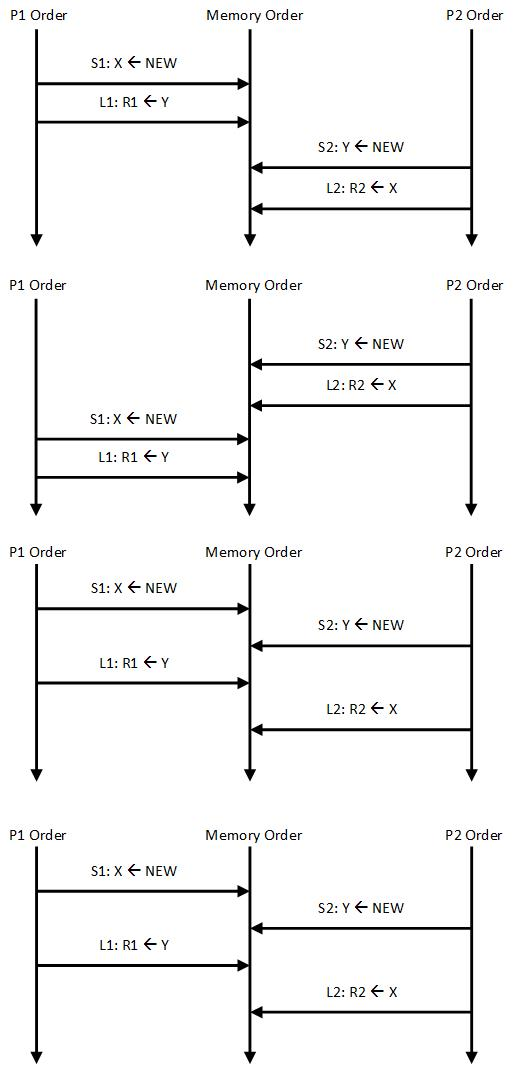 P1 Order Memory Order P2 Order
S1: X ← NEW
L1: R1 ← Y
S2: Y ← NEW
L2: R2 ← X
P1 Order Memory Order P2 Order
S2: Y ← NEW
L2: R2 ← X
S1: X ← NEW
L1: R1 ← Y
P1 Order Memory Order P2 Order
S1: X ← NEW
S2: Y ← NEW
L1: R1 ← Y
L2: R2 ← X
P1 Order Memory Order P2 Order
S1: X ← NEW
S2: Y ← NEW
L1: R1 ← Y
L2: R2 ← X